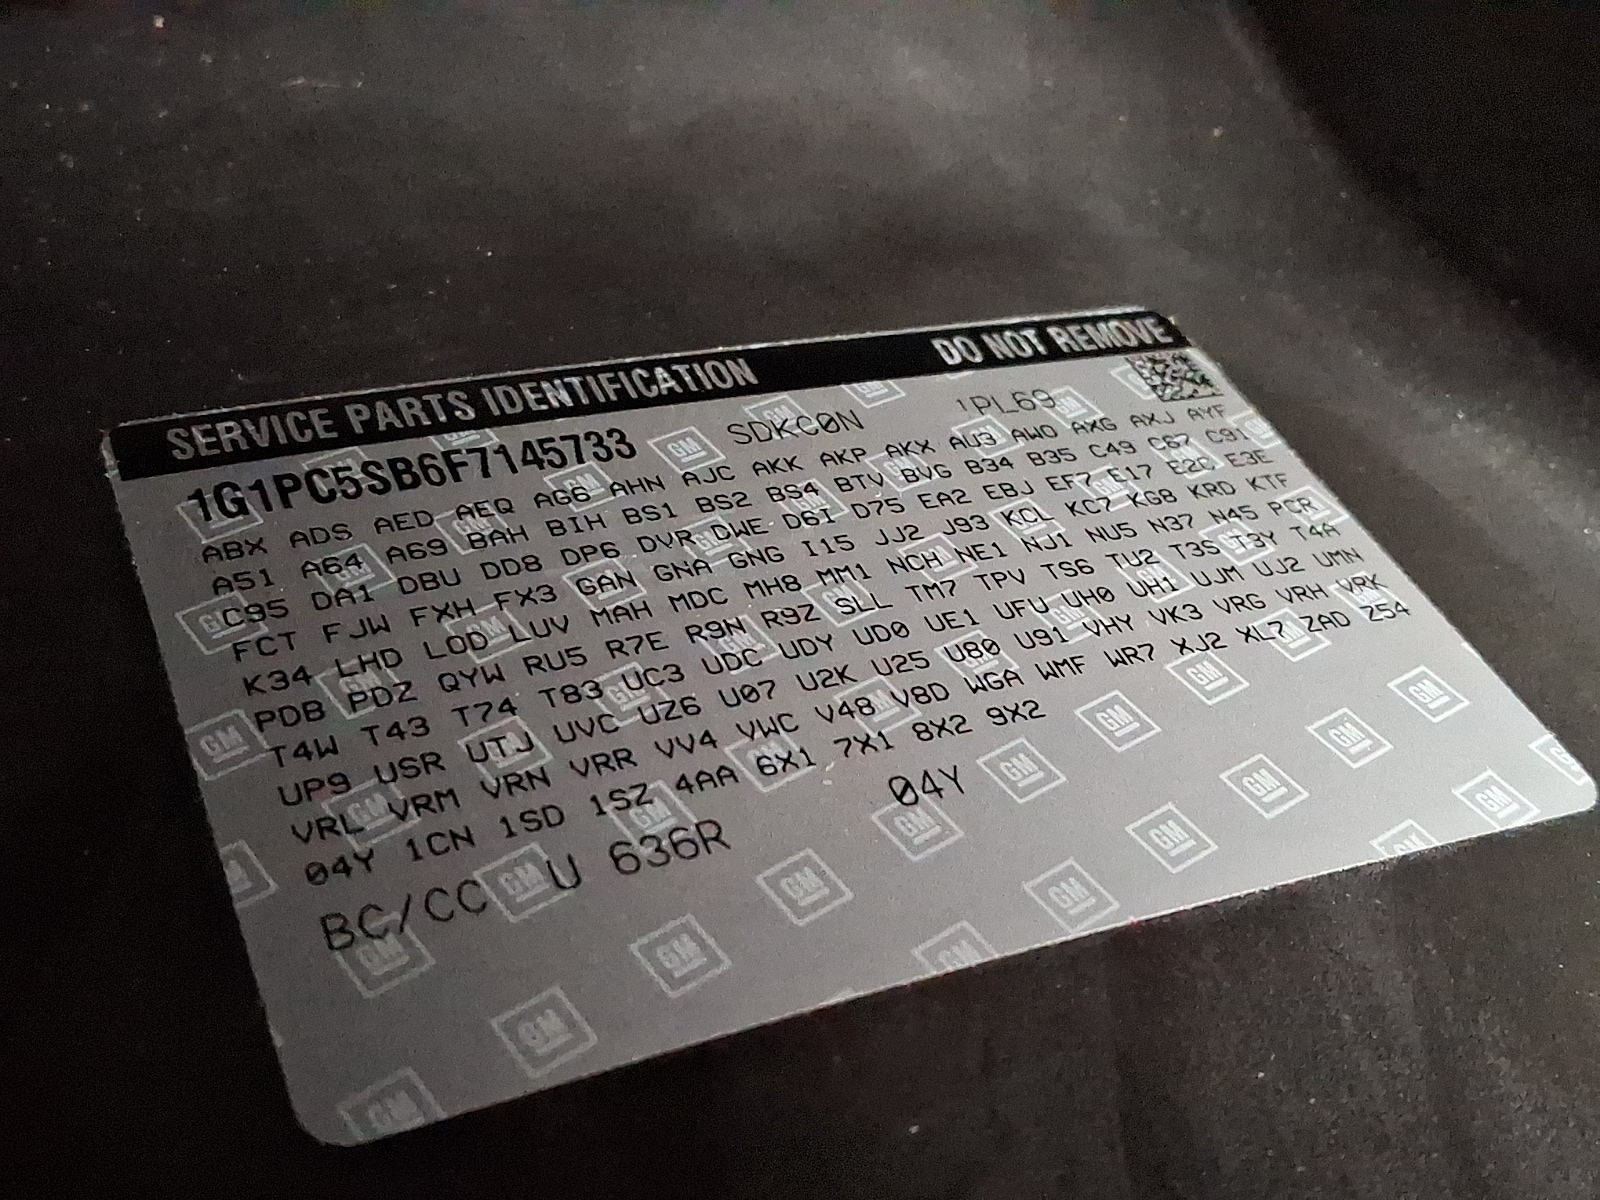 SERVICE PARTS IDENTIFICATION DO NOT REMOVE
1G1PC5SB6F7145733 SDKC0N 1PL69
ABX ADS AED AEQ AG6 AHN AJC AKK AKP AKX AU3 AW0 AXG AXJ AYF
A51 A64 A69 BAH BIH BS1 BS2 BS4 BTV BVG B34 B35 C49 C67 C91
C95 DA1 DBU DD8 DP6 DVR DWE D6I D75 EA2 EBJ EF7 E17 E20 E3E
FCT FJW FXH FX3 GAN GNA GNG I15 JJ2 J93 KCL KC7 KG8 KRD KTF
K34 LHD LOD LUV MAH MDC MH8 MM1 NCH NE1 NJ1 NU5 N37 N45 PCR
PDB PDZ QYW RU5 R7E R9N R9Z SLL TM7 TPV TS6 TU2 T3S T3Y T4A
T4W T43 T74 T83 UC3 UDC UDY UD0 UE1 UFU UH0 UH1 UJM UJ2 UMN
UP9 USR UTJ UVC UZ6 U07 U2K U25 U80 U91 VHY VK3 VRG VRH VRK
VRL VRM VRN VRR VV4 VWC V48 V8D WGA WMF WR7 XJ2 XL7 ZAD Z54
04Y 1CN 1SD 1SZ 4AA 6X1 7X1 8X2 9X2
BC/CC U 636R 04Y